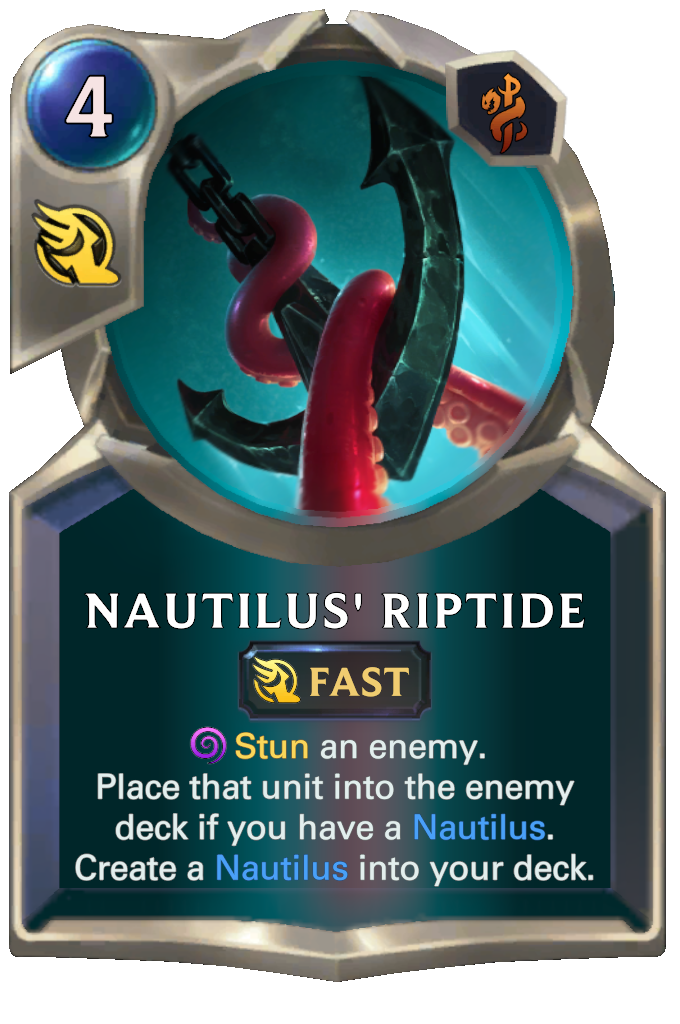 4
NAUTILUS' RIPTIDE
FAST
Stun an enemy.
Place that unit into the enemy
deck if you have a Nautilus.
Create a Nautilus into your deck.